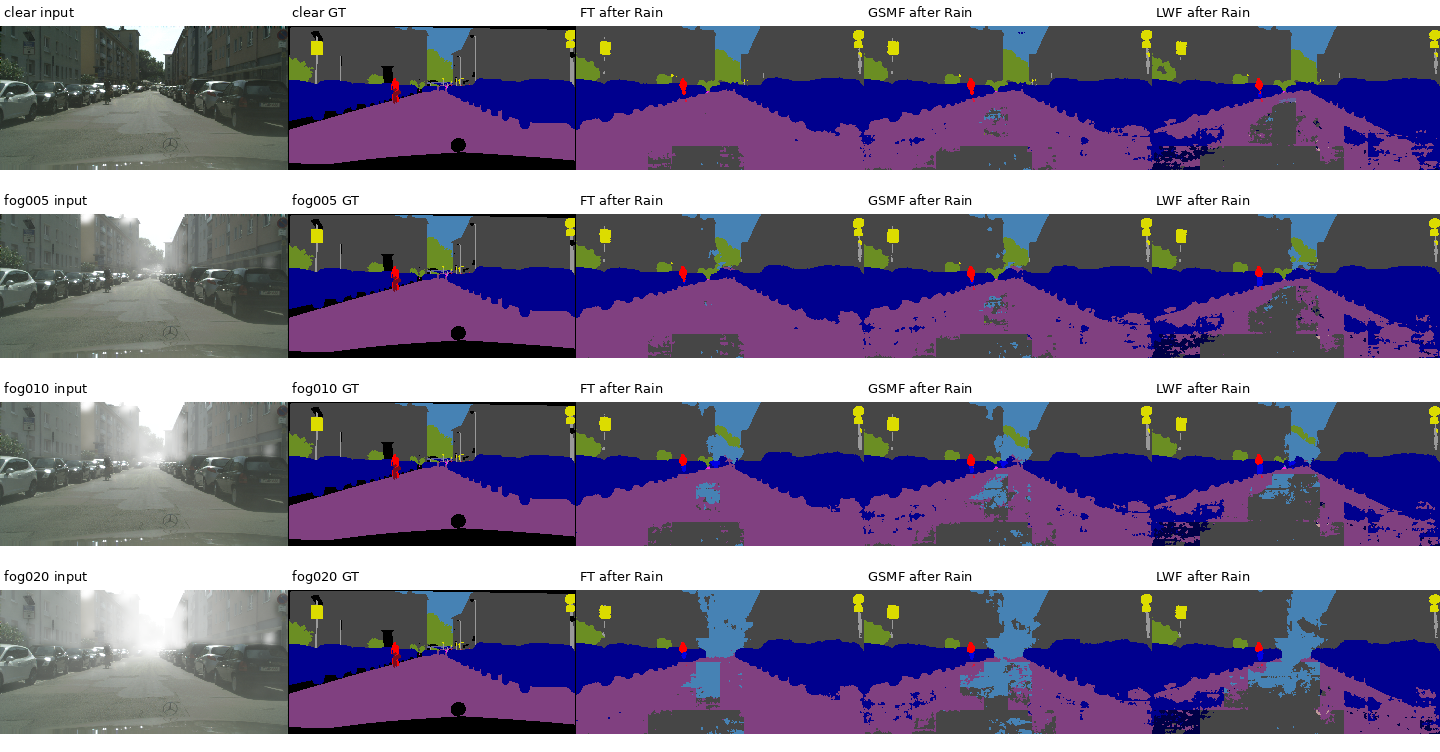 clear input clear GT FT after Rain GSMF after Rain LWF after Rain
fog005 input fog005 GT FT after Rain GSMF after Rain LWF after Rain
fog010 input fog010 GT FT after Rain GSMF after Rain LWF after Rain
fog020 input fog020 GT FT after Rain GSMF after Rain LWF after Rain